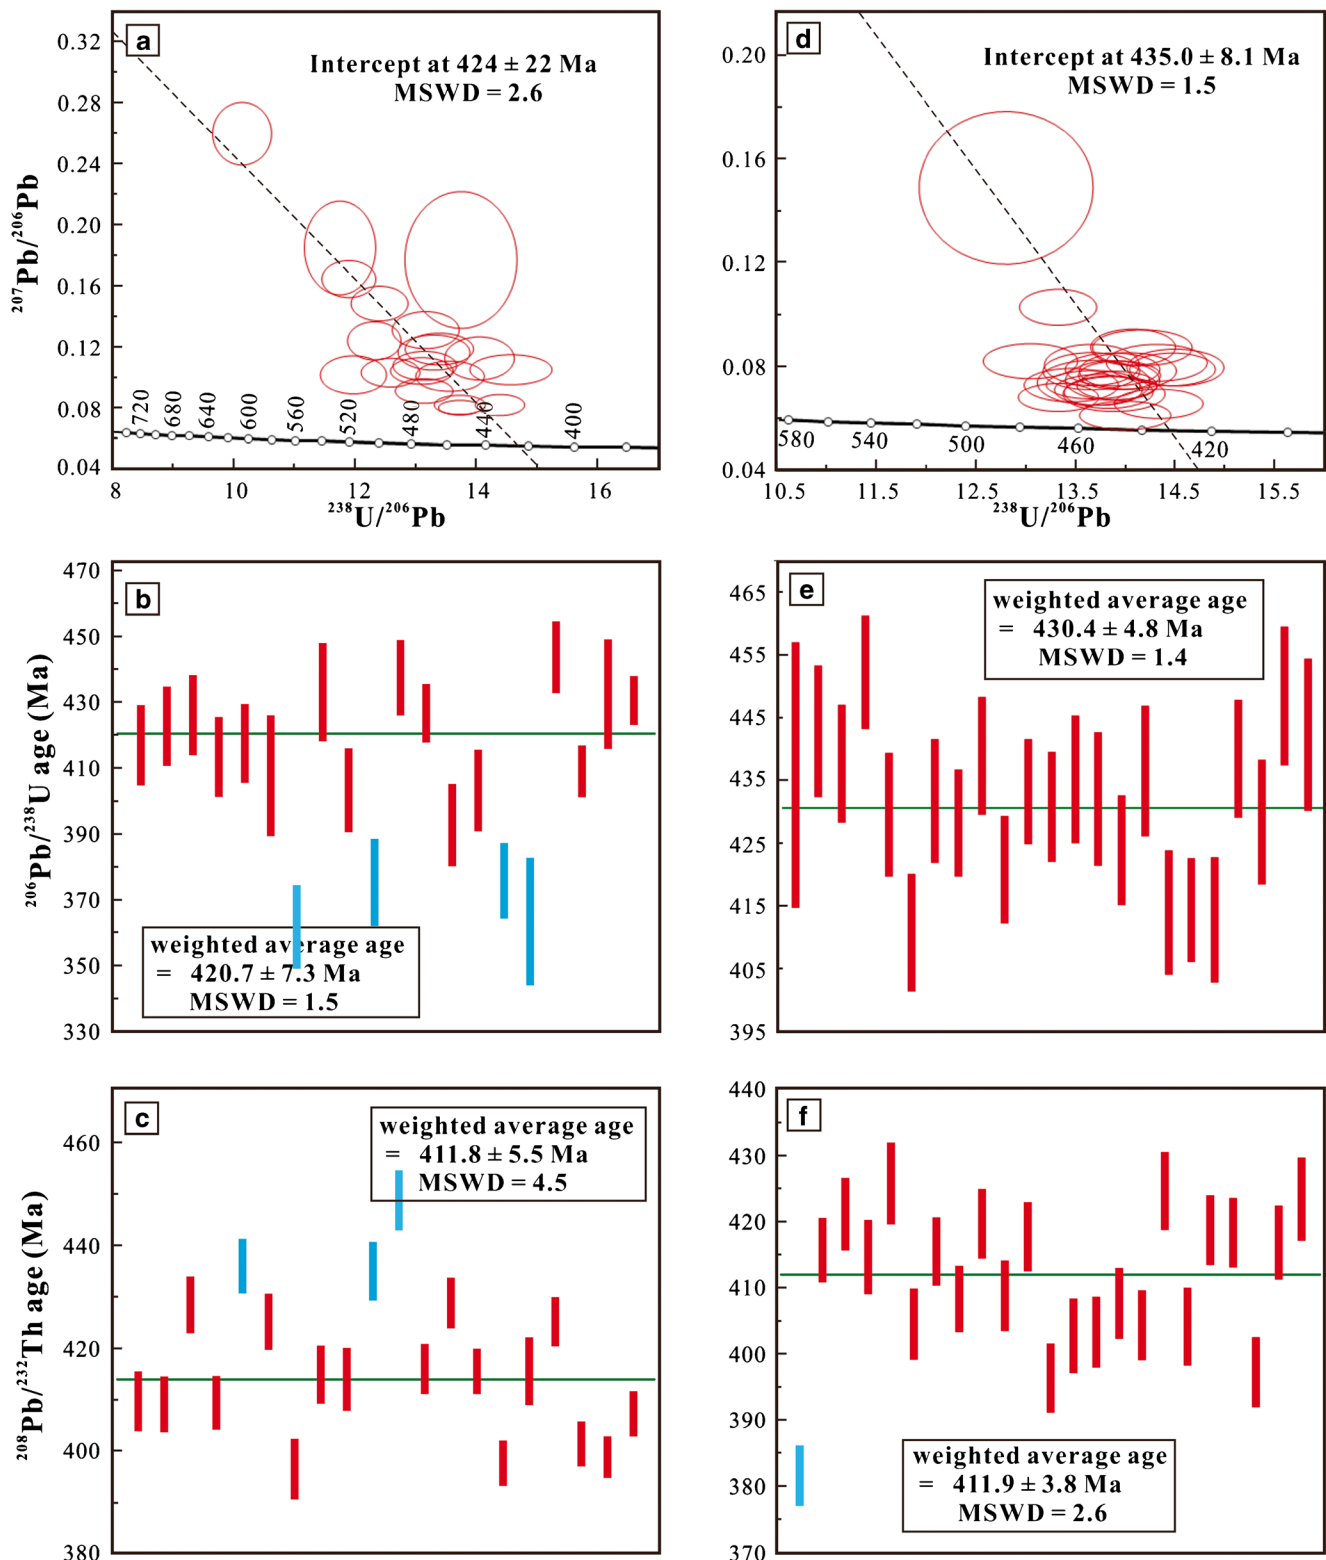 a
Intercept at 424 ± 22 Ma
MSWD = 2.6
0.32
0.28
0.24
0.20
0.16
0.12
0.08
0.04
²⁰⁷Pb/²⁰⁶Pb
720
680
640
600
560
520
480
440
400
8
10
12
14
16
²³⁸U/²⁰⁶Pb
d
Intercept at 435.0 ± 8.1 Ma
MSWD = 1.5
0.20
0.16
0.12
0.08
0.04
580
540
500
460
420
10.5
11.5
12.5
13.5
14.5
15.5
²³⁸U/²⁰⁶Pb
b
470
450
430
410
390
370
350
330
²⁰⁶Pb/²³⁸U age (Ma)
weighted average age
= 420.7 ± 7.3 Ma
MSWD = 1.5
e
465
455
445
435
425
415
405
395
weighted average age
= 430.4 ± 4.8 Ma
MSWD = 1.4
c
460
440
420
400
380
²⁰⁸Pb/²³²Th age (Ma)
weighted average age
= 411.8 ± 5.5 Ma
MSWD = 4.5
f
440
430
420
410
400
390
380
370
weighted average age
= 411.9 ± 3.8 Ma
MSWD = 2.6